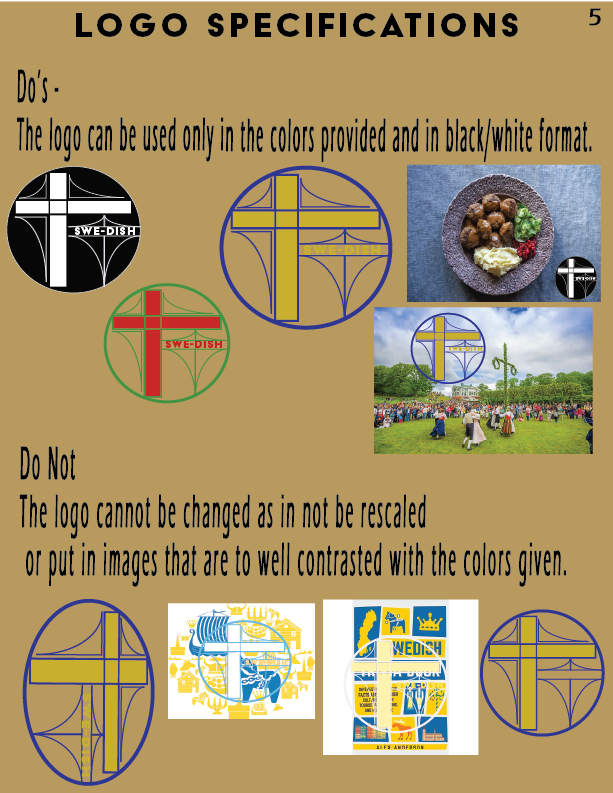 LOGO SPECIFICATIONS
5
Do's -
The logo can be used only in the colors provided and in black/white format.
SWE-DISH
SWE-DISH
SWE-DISH
Do Not
The logo cannot be changed as in not be rescaled
or put in images that are to well contrasted with the colors given.
SWEDISH
ALEX ANDERSON